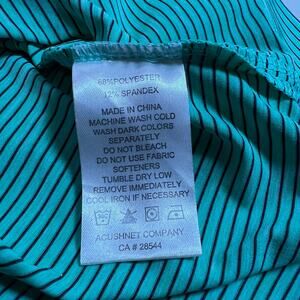 88%POLYESTER
12% SPANDEX
MADE IN CHINA
MACHINE WASH COLD
WASH DARK COLORS
SEPARATELY
DO NOT BLEACH
DO NOT USE FABRIC
SOFTENERS
TUMBLE DRY LOW
REMOVE IMMEDIATELY
COOL IRON IF NECESSARY
ACUSHNET COMPANY
CA # 28544